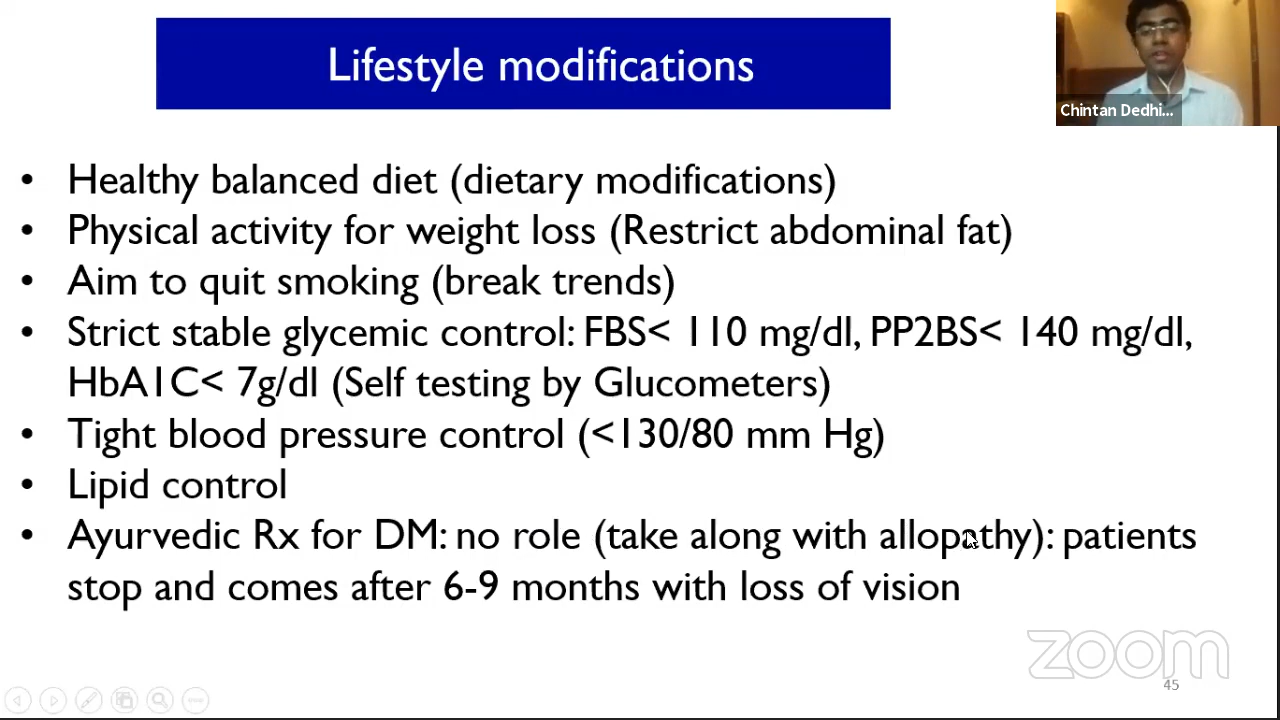 Lifestyle modifications
Chintan Dedhi...
• Healthy balanced diet (dietary modifications)
• Physical activity for weight loss (Restrict abdominal fat)
• Aim to quit smoking (break trends)
• Strict stable glycemic control: FBS< 110 mg/dl, PP2BS< 140 mg/dl,
HbA1C< 7g/dl (Self testing by Glucometers)
• Tight blood pressure control (<130/80 mm Hg)
• Lipid control
• Ayurvedic Rx for DM: no role (take along with allopathy): patients
stop and comes after 6-9 months with loss of vision
zoom
45